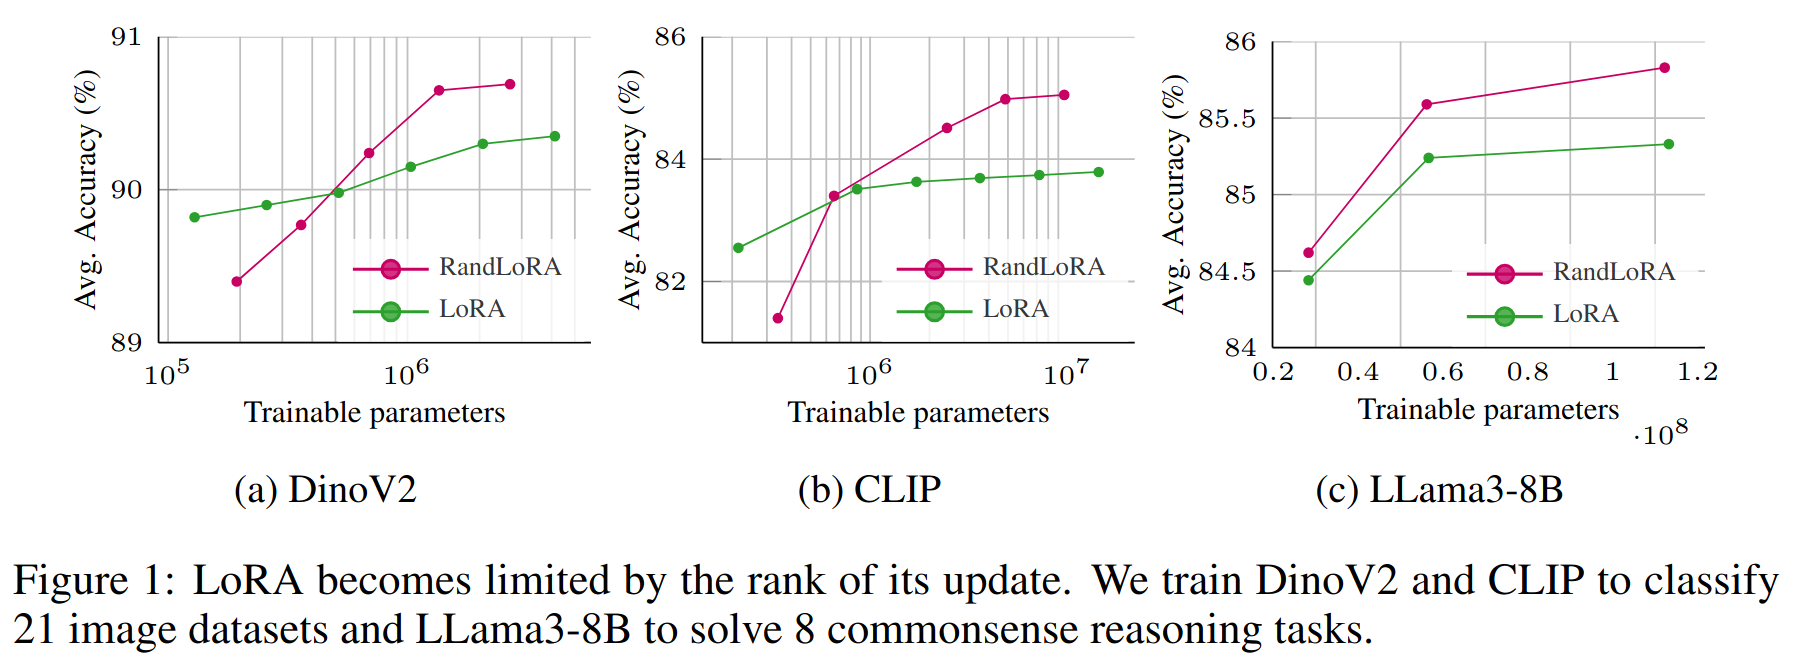 91
90
89
Avg. Accuracy (%)
10^5
10^6
Trainable parameters
RandLoRA
LoRA
(a) DinoV2
86
84
82
Avg. Accuracy (%)
10^6
10^7
Trainable parameters
RandLoRA
LoRA
(b) CLIP
86
85.5
85
84.5
84
Avg. Accuracy (%)
0.2 0.4 0.6 0.8 1 1.2
Trainable parameters
·10^8
RandLoRA
LoRA
(c) LLama3-8B
Figure 1: LoRA becomes limited by the rank of its update. We train DinoV2 and CLIP to classify
21 image datasets and LLama3-8B to solve 8 commonsense reasoning tasks.